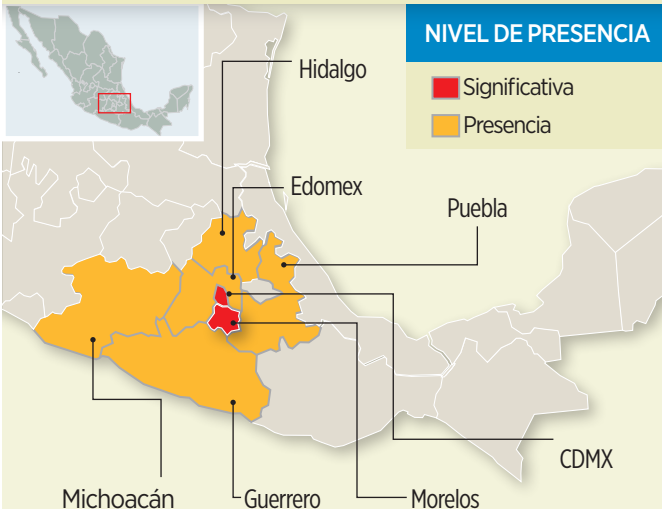 NIVEL DE PRESENCIA
Significativa
Presencia
Hidalgo
Edomex
Puebla
CDMX
Michoacán
Guerrero
Morelos